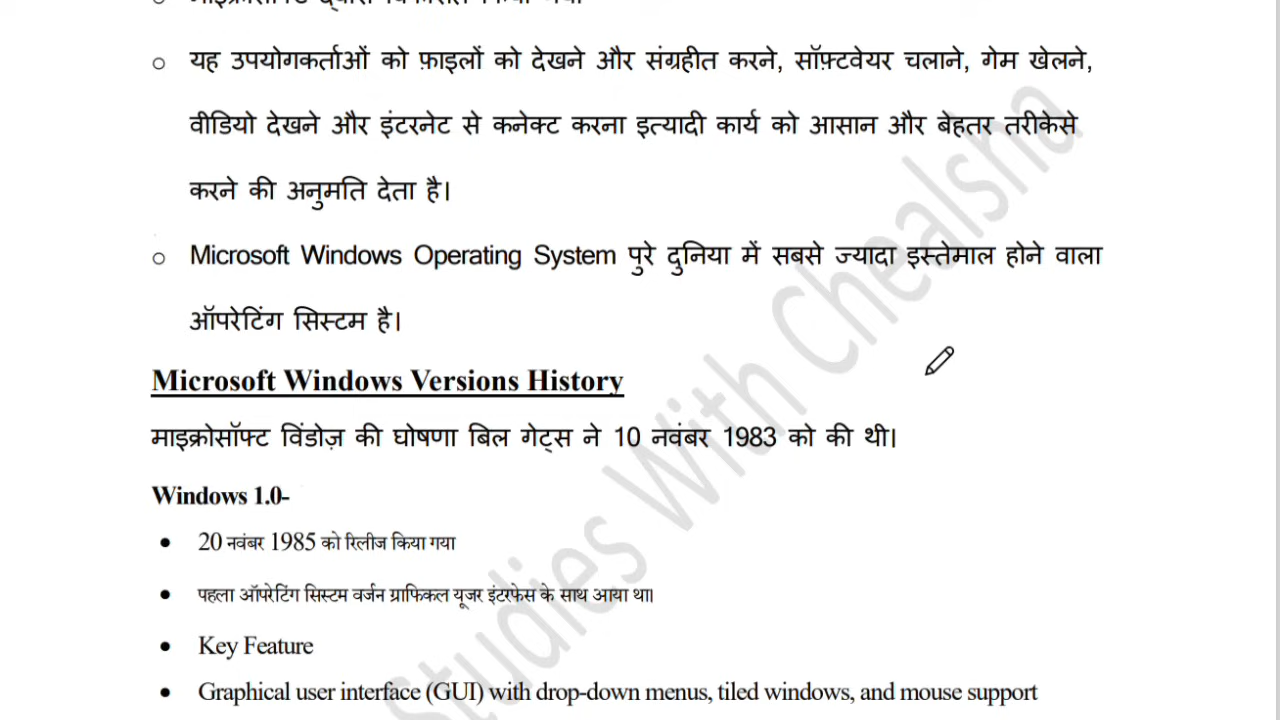 यह उपयोगकर्ताओं को फ़ाइलों को देखने और संग्रहीत करने, सॉफ़्टवेयर चलाने, गेम खेलने,
वीडियो देखने और इंटरनेट से कनेक्ट करना इत्यादी कार्य को आसान और बेहतर तरीकेसे
करने की अनुमति देता है।
Microsoft Windows Operating System पुरे दुनिया में सबसे ज्यादा इस्तेमाल होने वाला
ऑपरेटिंग सिस्टम है।
Microsoft Windows Versions History
माइक्रोसॉफ्ट विंडोज़ की घोषणा बिल गेट्स ने 10 नवंबर 1983 को की थी।
Windows 1.0-
20 नवंबर 1985 को रिलीज किया गया
पहला ऑपरेटिंग सिस्टम वर्जन ग्राफिकल यूजर इंटरफेस के साथ आया था।
Key Feature
Graphical user interface (GUI) with drop-down menus, tiled windows, and mouse support
Studies With Chealsha